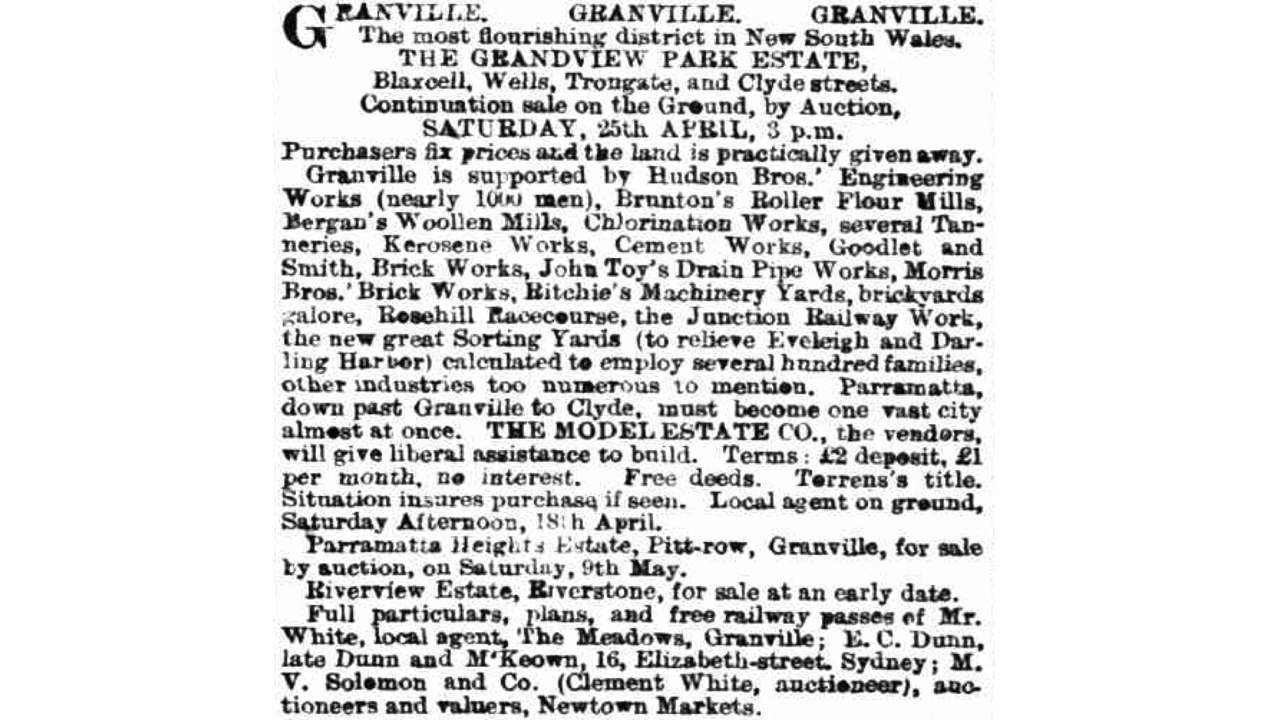 GRANVILLE. GRANVILLE. GRANVILLE.
The most flourishing district in New South Wales.
THE GRANDVIEW PARK ESTATE,
Blaxcell, Wells, Trongate, and Clyde streets.
Continuation sale on the Ground, by Auction,
SATURDAY, 25th APRIL, 3 p.m.
Purchasers fix prices and the land is practically given away.
Granville is supported by Hudson Bros.' Engineering
Works (nearly 1000 men), Brunton's Roller Flour Mills,
Bergan's Woollen Mills, Chlorination Works, several Tan-
neries, Kerosene Works, Cement Works, Goodlet and
Smith, Brick Works, John Toy's Drain Pipe Works, Morris
Bros.' Brick Works, Ritchie's Machinery Yards, brickyards
galore, Rosehill Racecourse, the Junction Railway Work,
the new great Sorting Yards (to relieve Eveleigh and Dar-
ling Harbor) calculated to employ several hundred families,
other industries too numerous to mention. Parramatta,
down past Granville to Clyde, must become one vast city
almost at once. THE MODEL ESTATE CO., the vendors,
will give liberal assistance to build. Terms: £2 deposit, £1
per month, no interest. Free deeds. Torrens's title.
Situation insures purchase if seen. Local agent on ground,
Saturday Afternoon, 18th April.
Parramatta Heights Estate, Pitt-row, Granville, for sale
by auction, on Saturday, 9th May.
Riverview Estate, Riverstone, for sale at an early date.
Full particulars, plans, and free railway passes of Mr.
White, local agent, The Meadows, Granville; E. C. Dunn,
late Dunn and M'Keown, 16, Elizabeth-street. Sydney; M.
V. Solomon and Co. (Clement White, auctioneer), auc-
tioneers and valuers, Newtown Markets.